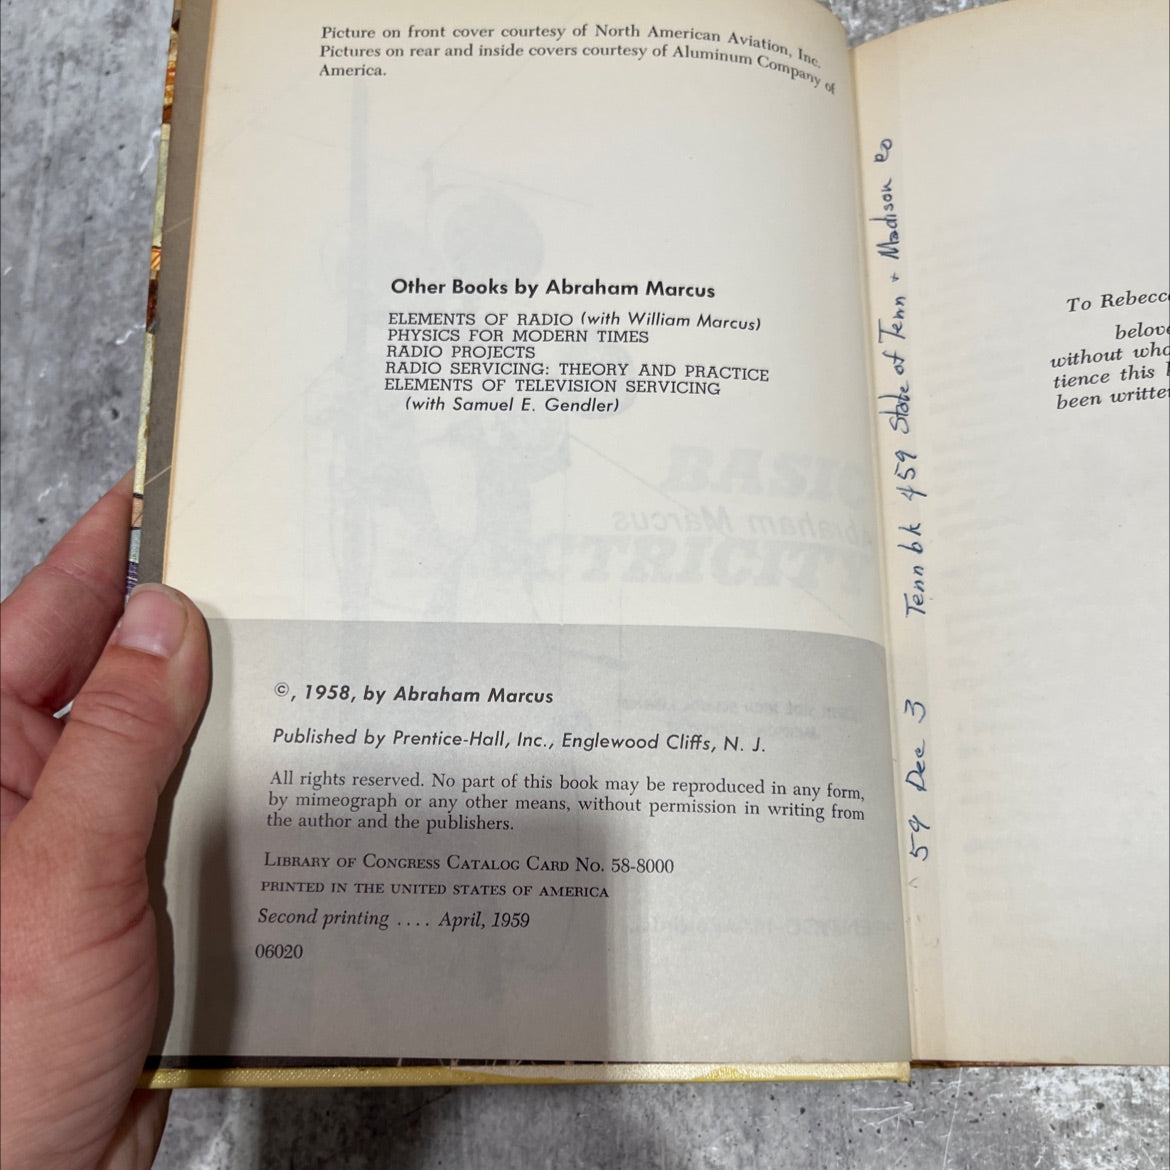 Picture on front cover courtesy of North American Aviation, Inc.
Pictures on rear and inside covers courtesy of Aluminum Company of
America.
Other Books by Abraham Marcus
ELEMENTS OF RADIO (with William Marcus)
PHYSICS FOR MODERN TIMES
RADIO PROJECTS
RADIO SERVICING: THEORY AND PRACTICE
ELEMENTS OF TELEVISION SERVICING
(with Samuel E. Gendler)
©, 1958, by Abraham Marcus
Published by Prentice-Hall, Inc., Englewood Cliffs, N. J.
All rights reserved. No part of this book may be reproduced in any form,
by mimeograph or any other means, without permission in writing from
the author and the publishers.
LIBRARY OF CONGRESS CATALOG CARD NO. 58-8000
PRINTED IN THE UNITED STATES OF AMERICA
Second printing .... April, 1959
06020
59 Dec 3 Tenn bk 459 State of Tenn + Madison Co
To Rebecc
belove
without who
tience this
been writte
BASIC
Abraham Marcus
CTRICITY